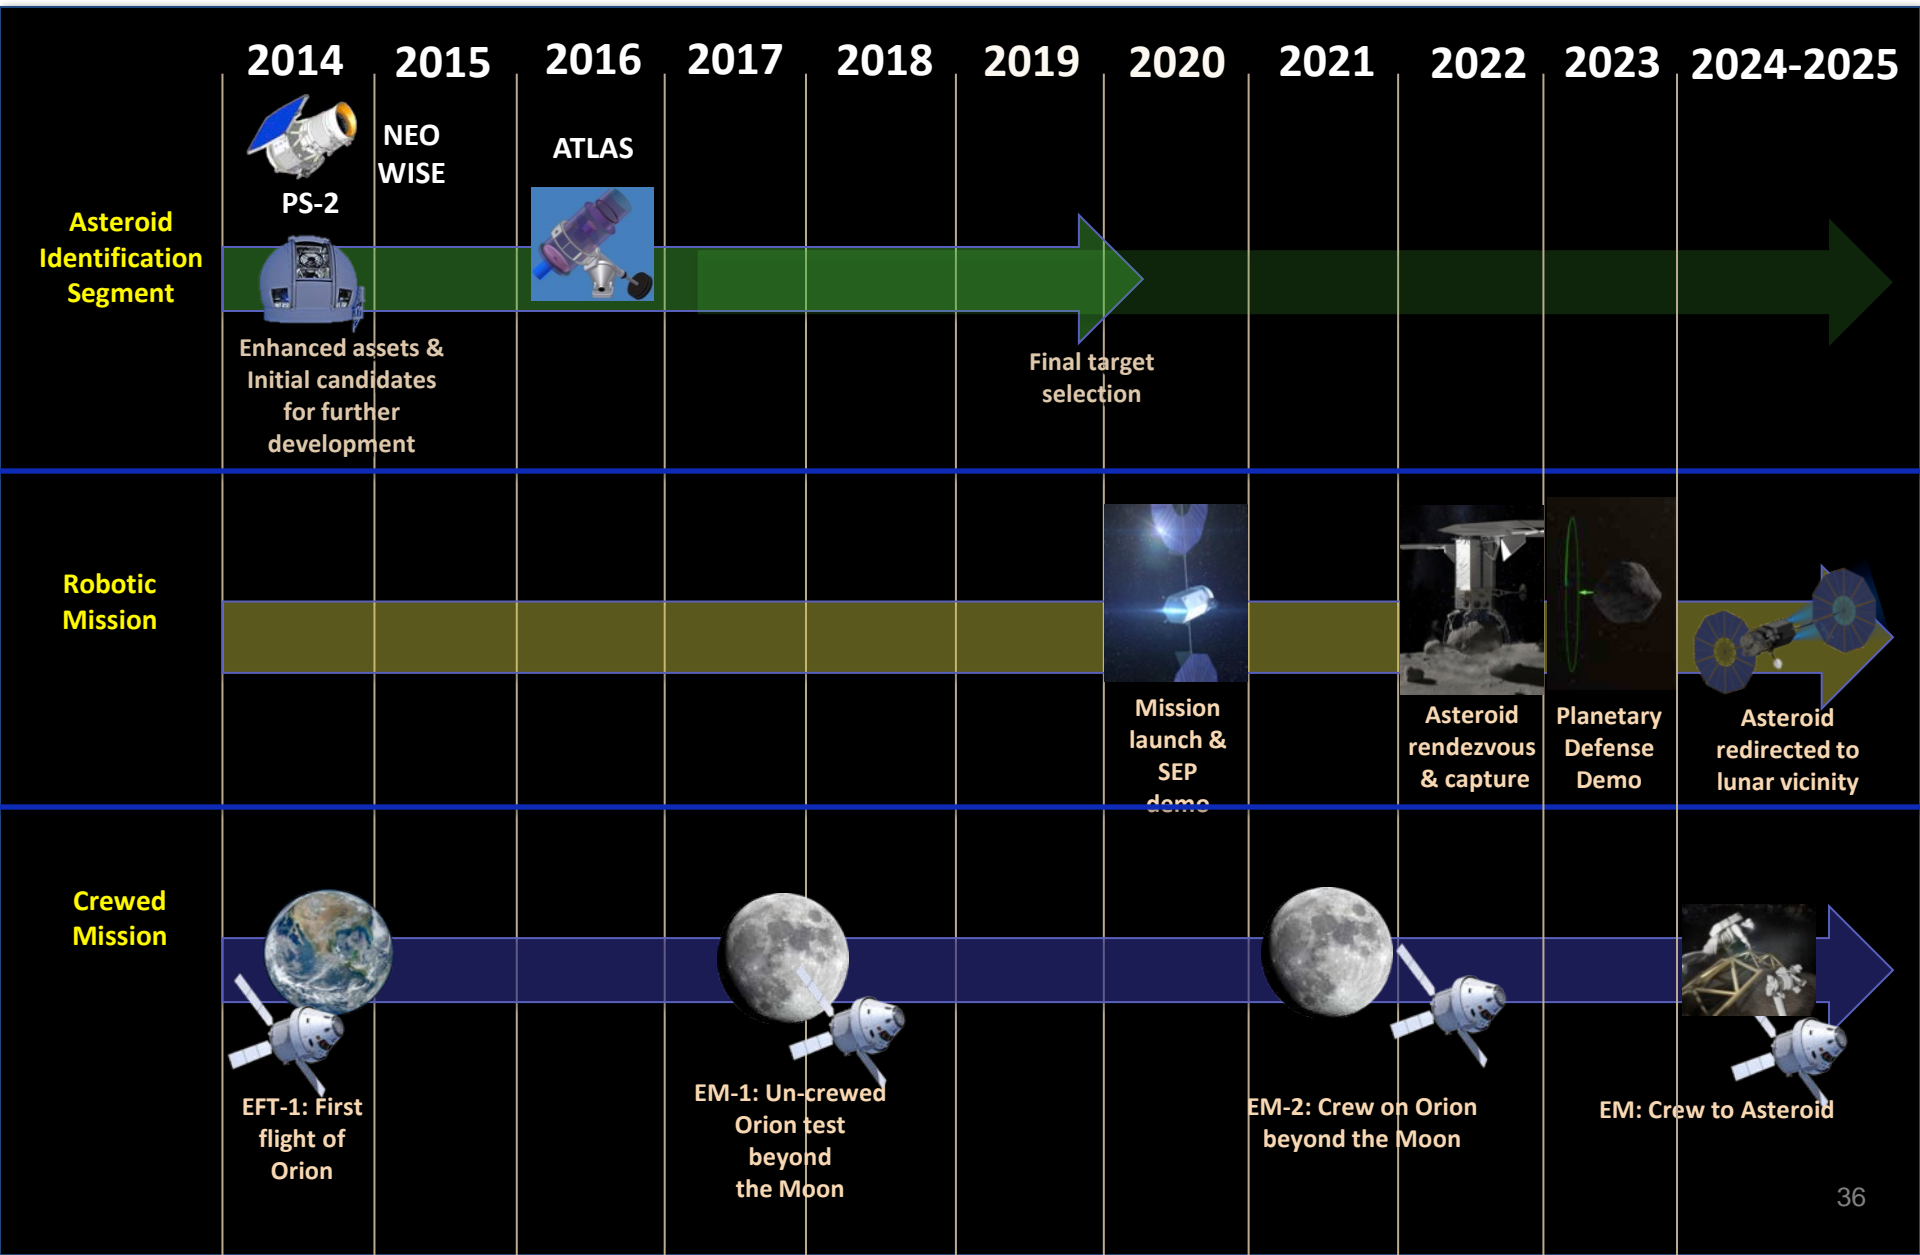 2014 2015 2016 2017 2018 2019 2020 2021 2022 2023 2024-2025
Asteroid
Identification
Segment
PS-2
NEO
WISE
ATLAS
Enhanced assets &
Initial candidates
for further
development
Final target
selection
Robotic
Mission
Mission
launch &
SEP
demo
Asteroid
rendezvous
& capture
Planetary
Defense
Demo
Asteroid
redirected to
lunar vicinity
Crewed
Mission
EFT-1: First
flight of
Orion
EM-1: Un-crewed
Orion test
beyond
the Moon
EM-2: Crew on Orion
beyond the Moon
EM: Crew to Asteroid
36